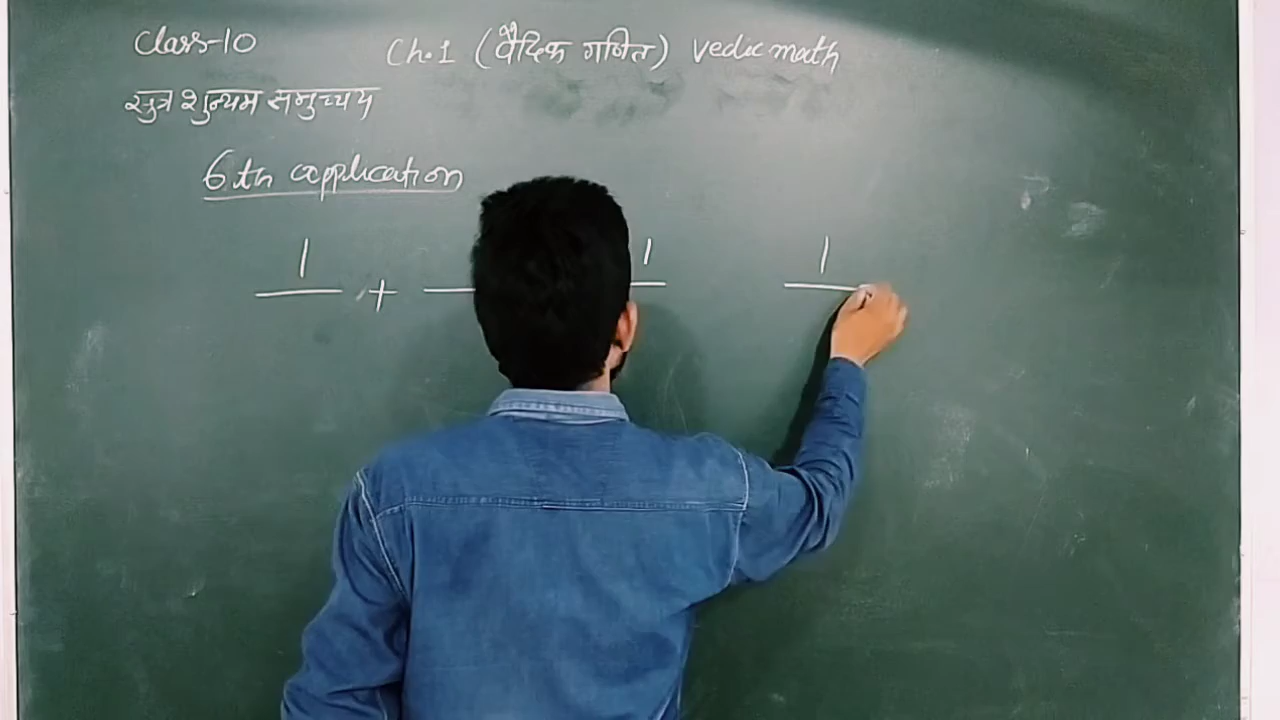 Class-10
Ch.1 (वैदिक गणित) Vedic math
सुत्र शुन्यम समुच्चय
6th application
1 + 1 1